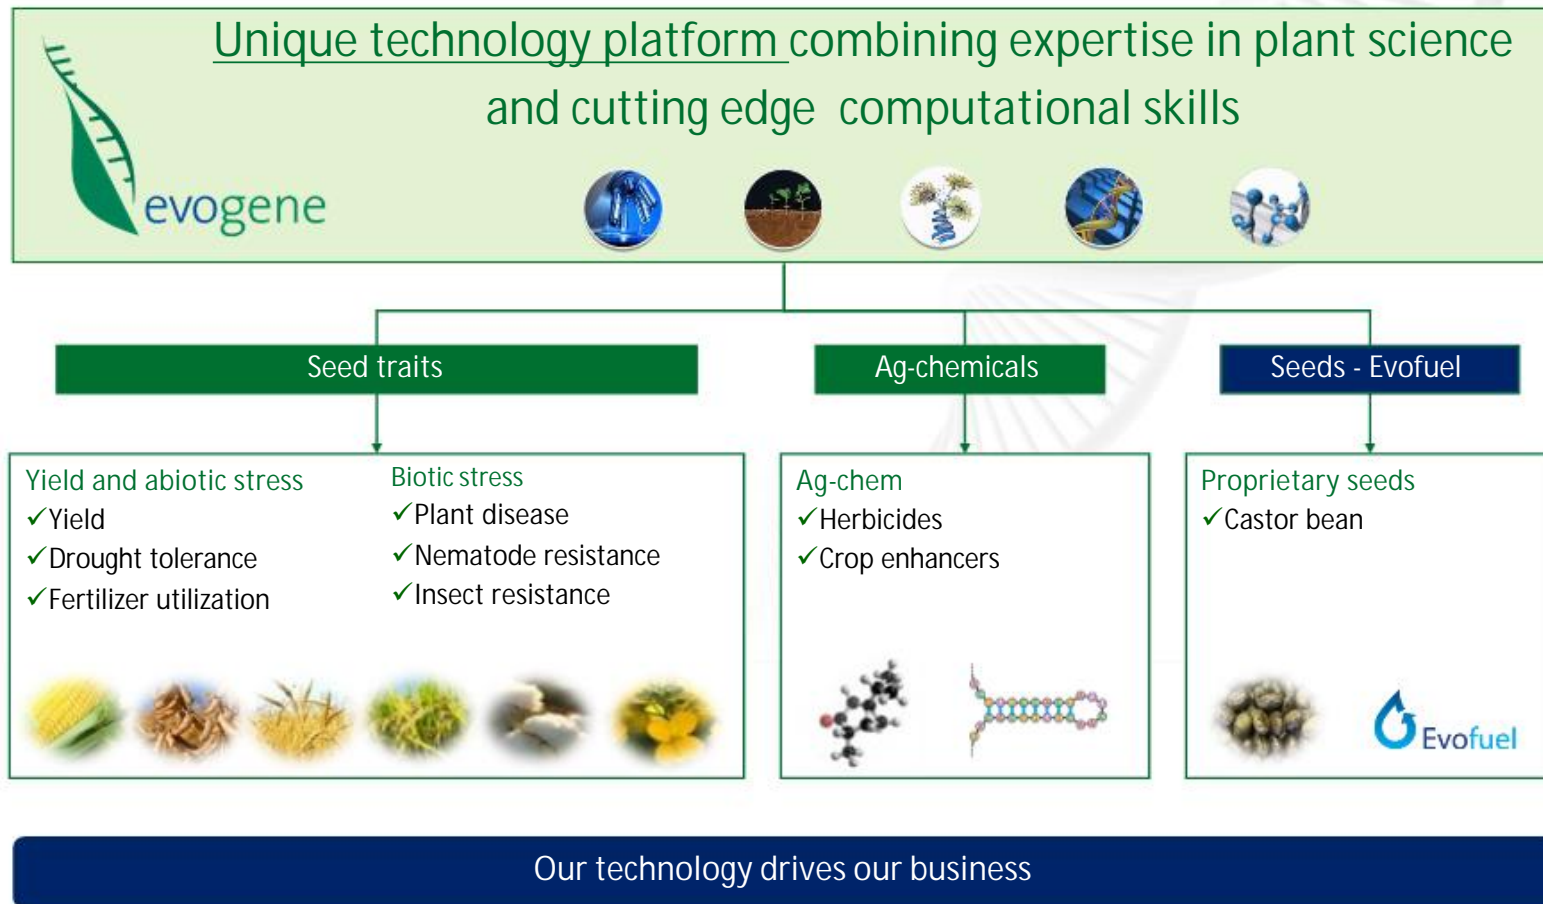 Unique technology platform combining expertise in plant science
and cutting edge computational skills
evogene
Seed traits
Ag-chemicals
Seeds - Evofuel
Yield and abiotic stress
✓Yield
✓Drought tolerance
✓Fertilizer utilization
Biotic stress
✓Plant disease
✓Nematode resistance
✓Insect resistance
Ag-chem
✓Herbicides
✓Crop enhancers
Proprietary seeds
✓Castor bean
Evofuel
Our technology drives our business